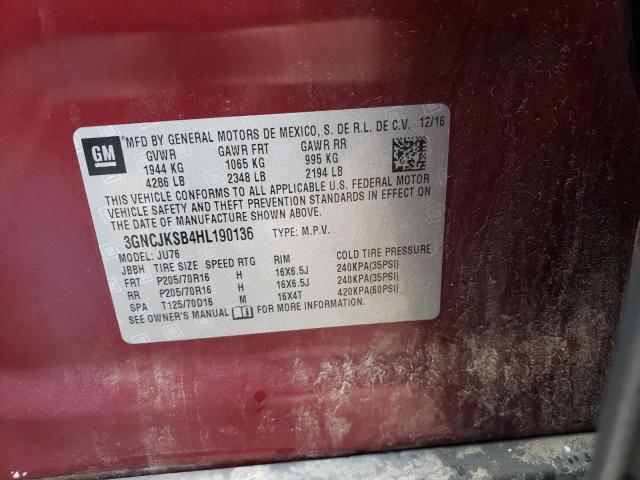 GM
*MFD BY GENERAL MOTORS DE MEXICO, S. DE R.L. DE C.V. 12/16
GVWR GAWR FRT GAWR RR
1944 KG 1065 KG 995 KG
4286 LB 2348 LB 2194 LB
THIS VEHICLE CONFORMS TO ALL APPLICABLE U.S. FEDERAL MOTOR
VEHICLE SAFETY AND THEFT PREVENTION STANDARDS IN EFFECT ON
THE DATE OF MANUFACTURE SHOWN ABOVE.
3GNCJKSB4HL190136 TYPE: M.P.V.
MODEL: JU76
JBBH TIRE SIZE SPEED RTG RIM COLD TIRE PRESSURE
FRT P205/70R16 H 16X6.5J 240KPA(35PSI)
RR P205/70R16 H 16X6.5J 240KPA(35PSI)
SPA T125/70D16 M 16X4T 420KPA(60PSI)
SEE OWNER'S MANUAL FOR MORE INFORMATION